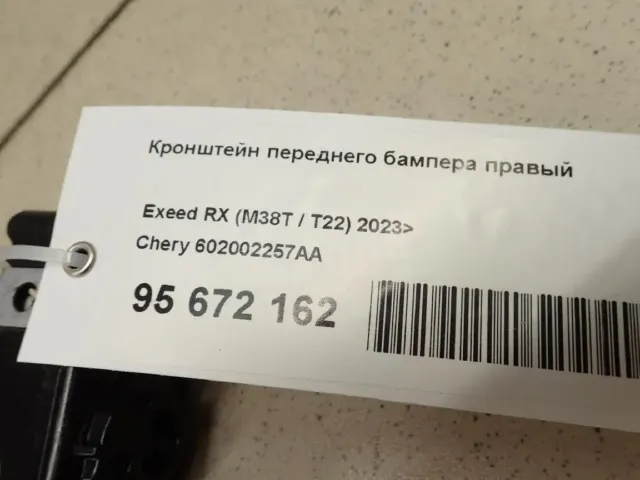 Кронштейн переднего бампера правый
Exeed RX (M38T / T22) 2023>
Chery 602002257AA
95 672 162